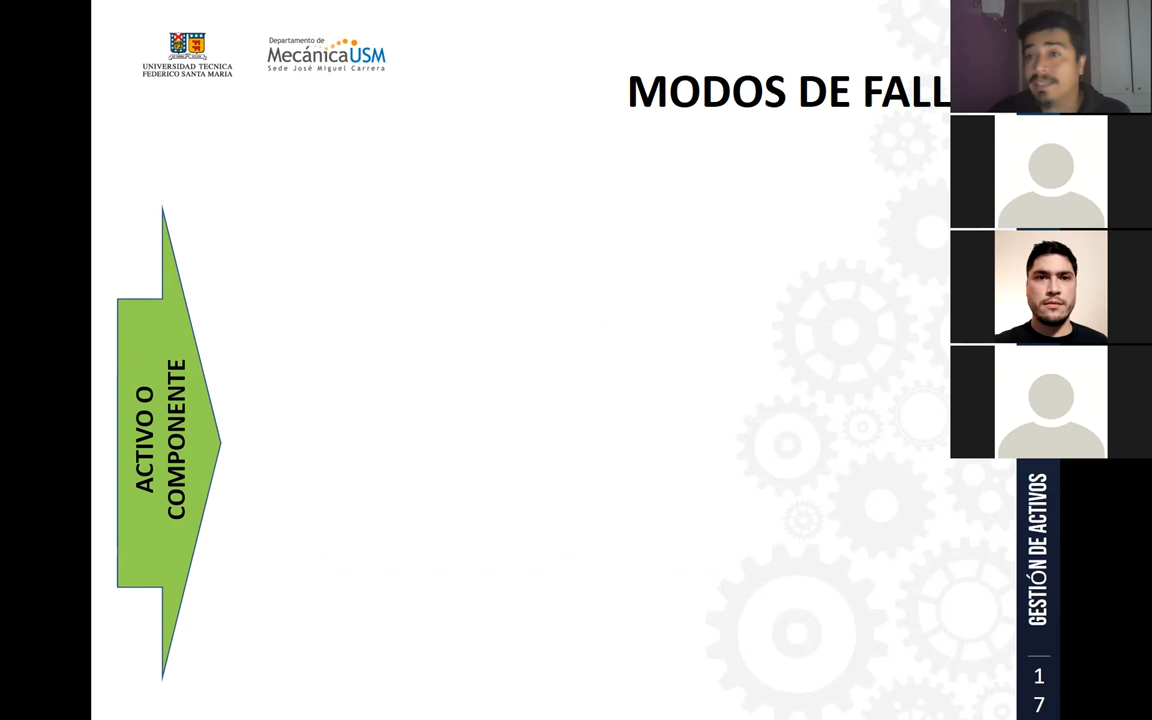 UNIVERSIDAD TECNICA
FEDERICO SANTA MARIA
Departamento de
MecánicaUSM
Sede José Miguel Carrera
MODOS DE FALL
ACTIVO O
COMPONENTE
GESTIÓN DE ACTIVOS
1
7